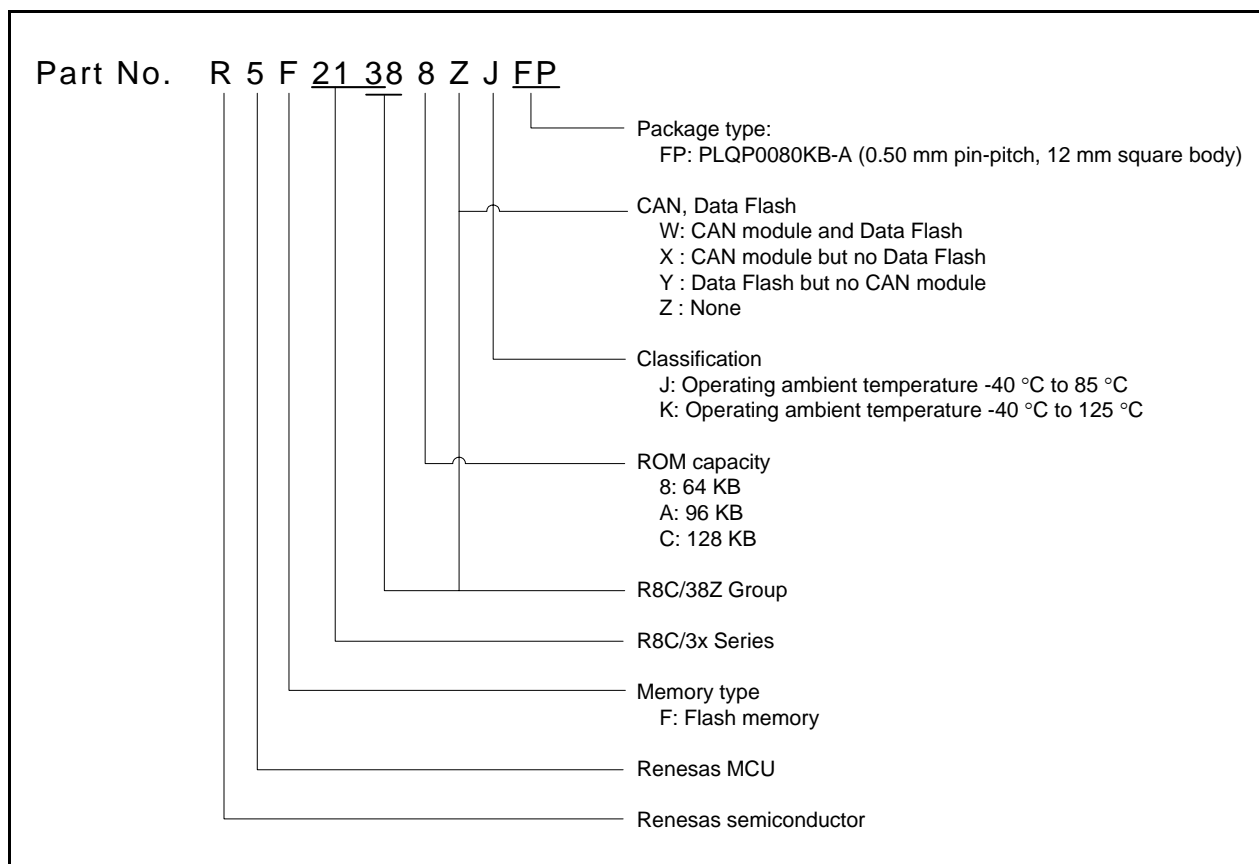 Part No. R 5 F 21 38 8 Z J FP
Package type:
FP: PLQP0080KB-A (0.50 mm pin-pitch, 12 mm square body)
CAN, Data Flash
W: CAN module and Data Flash
X : CAN module but no Data Flash
Y : Data Flash but no CAN module
Z : None
Classification
J: Operating ambient temperature -40 °C to 85 °C
K: Operating ambient temperature -40 °C to 125 °C
ROM capacity
8: 64 KB
A: 96 KB
C: 128 KB
R8C/38Z Group
R8C/3x Series
Memory type
F: Flash memory
Renesas MCU
Renesas semiconductor